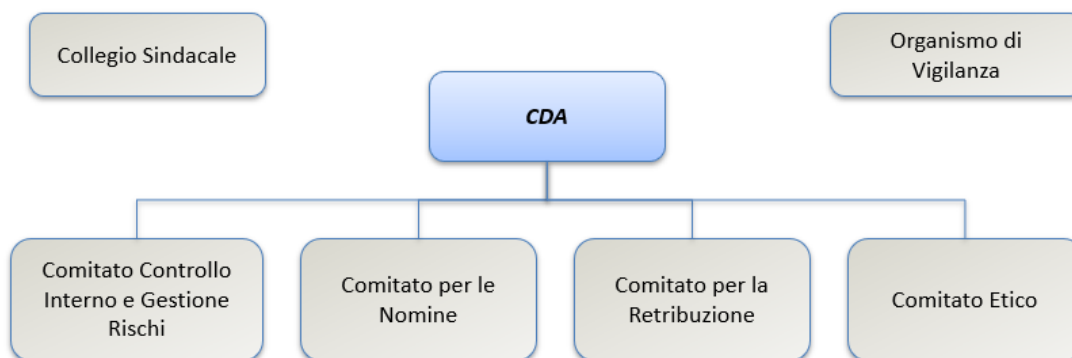 Collegio Sindacale
Organismo di
Vigilanza
CDA
Comitato Controllo
Interno e Gestione
Rischi
Comitato per le
Nomine
Comitato per la
Retribuzione
Comitato Etico